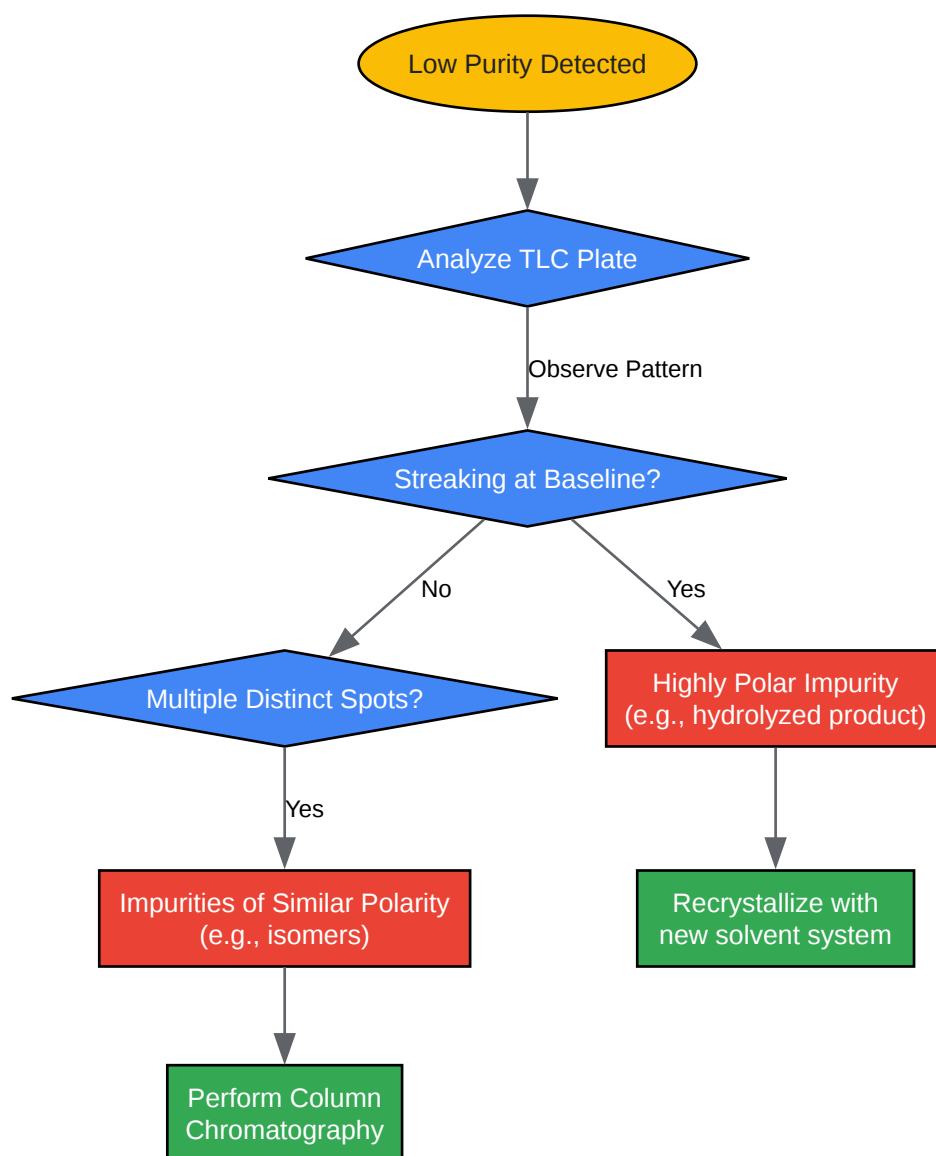 Low Purity Detected
Analyze TLC Plate
Observe Pattern
Streaking at Baseline?
No
Yes
Multiple Distinct Spots?
Highly Polar Impurity
(e.g., hydrolyzed product)
Yes
Impurities of Similar Polarity
(e.g., isomers)
Recrystallize with
new solvent system
Perform Column
Chromatography